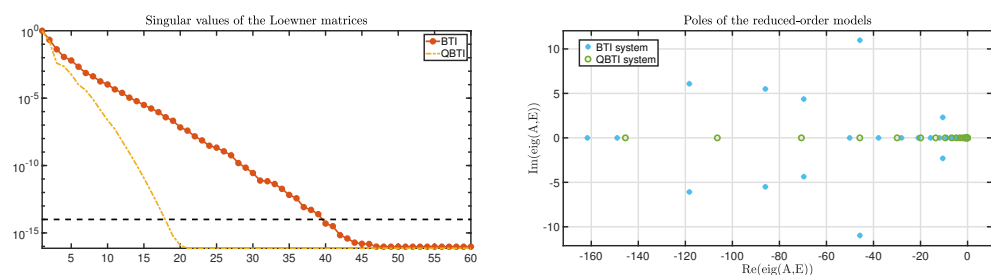 Singular values of the Loewner matrices
10^0
10^-5
10^-10
10^-15
BTI
QBTI
5 10 15 20 25 30 35 40 45 50 55 60
Poles of the reduced-order models
BTI system
QBTI system
Im(eig(A,E))
10
5
0
-5
-10
-160 -140 -120 -100 -80 -60 -40 -20 0
Re(eig(A,E))